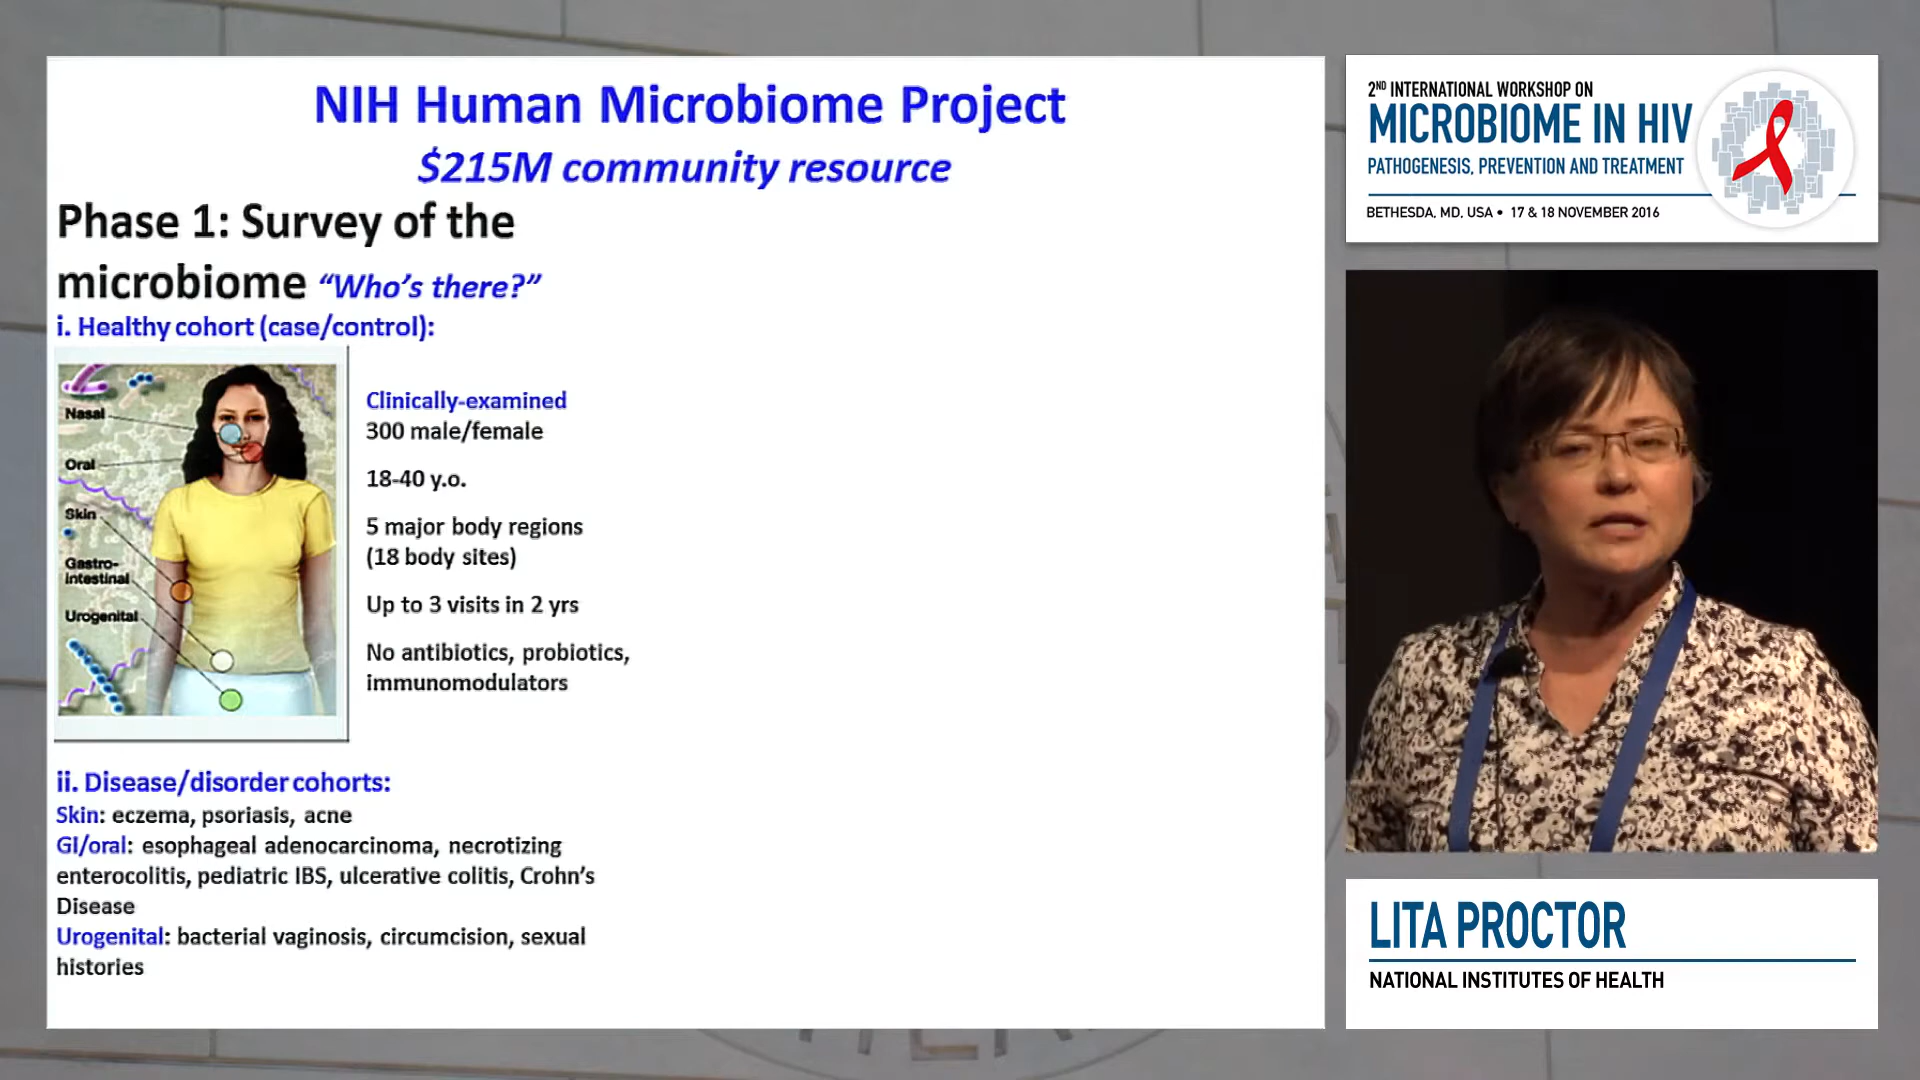 NIH Human Microbiome Project
$215M community resource
Phase 1: Survey of the
microbiome “Who’s there?”
i. Healthy cohort (case/control):
Nasal
Oral
Skin
Gastro-
intestinal
Urogenital
Clinically-examined
300 male/female
18-40 y.o.
5 major body regions
(18 body sites)
Up to 3 visits in 2 yrs
No antibiotics, probiotics,
immunomodulators
ii. Disease/disorder cohorts:
Skin: eczema, psoriasis, acne
GI/oral: esophageal adenocarcinoma, necrotizing
enterocolitis, pediatric IBS, ulcerative colitis, Crohn’s
Disease
Urogenital: bacterial vaginosis, circumcision, sexual
histories
2ND INTERNATIONAL WORKSHOP ON
MICROBIOME IN HIV
PATHOGENESIS, PREVENTION AND TREATMENT
BETHESDA, MD, USA • 17 & 18 NOVEMBER 2016
LITA PROCTOR
NATIONAL INSTITUTES OF HEALTH